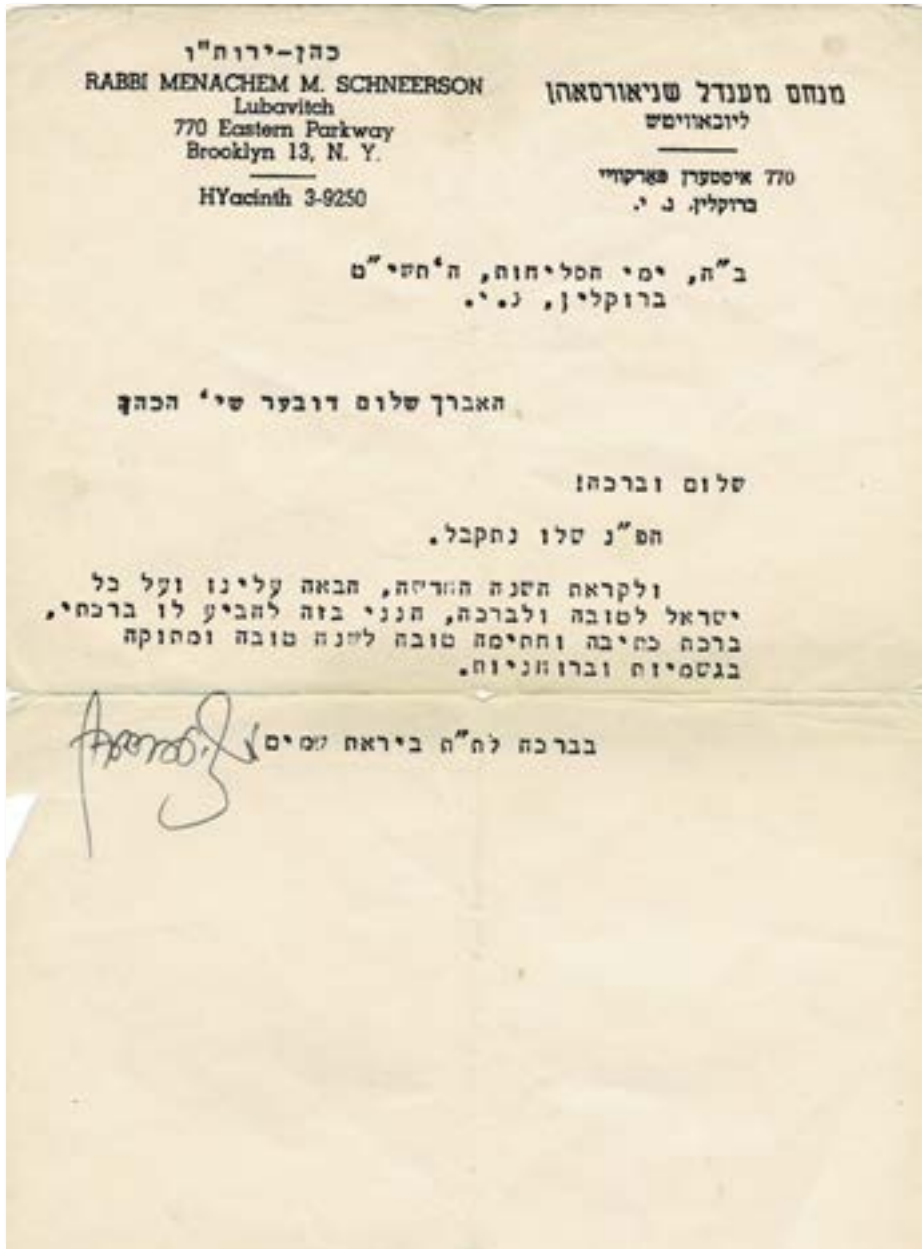 כהן-ירות"ו
RABBI MENACHEM M. SCHNEERSON
Lubavitch
770 Eastern Parkway
Brooklyn 13, N. Y.
HYacinth 3-9250
מנחם מענדל שניאורסאהן
ליובאוויטש
770 איסטערן פארקוויי
ברוקלין, נ. י.
ב"ה, ימי הסליחות, ה'תשי"ט
ברוקלין, נ.י.
האברך שלום דובער שי' הכהן
שלום וברכה!
הפ"נ שלו נתקבל.
ולקראת השנה החדשה, הבאה עלינו ועל כל
ישראל לטובה ולברכה, הנני בזה להביע לו ברכתי,
ברכת כתיבה וחתימה טובה לשנה טובה ומתוקה
בגשמיות וברוחניות.
בברכה לת"ת ביראת שמים